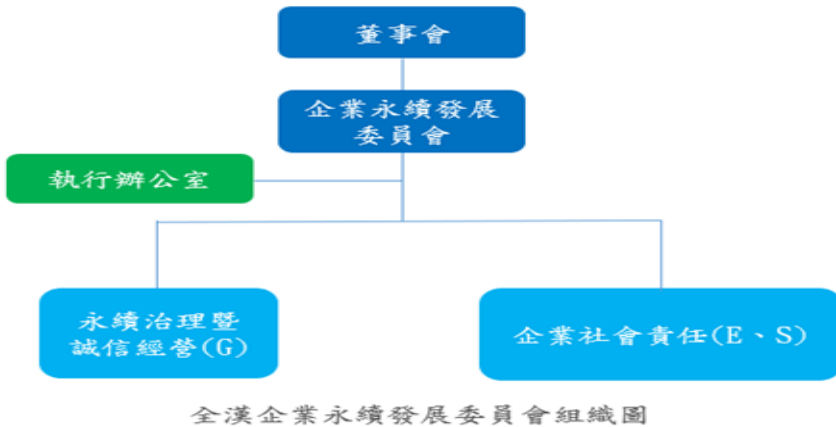 董事會
企業永續發展
委員會
執行辦公室
永續治理暨
誠信經營(G)
企業社會責任(E、S)
全漢企業永續發展委員會組織圖